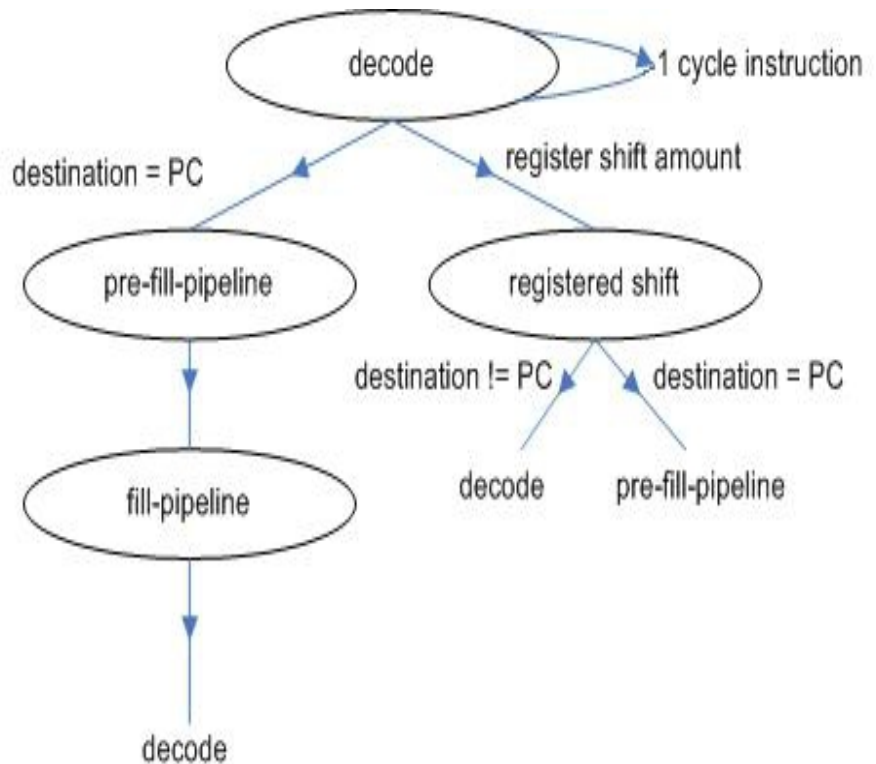 decode
1 cycle instruction
destination = PC
register shift amount
pre-fill-pipeline
registered shift
destination != PC
destination = PC
fill-pipeline
decode
pre-fill-pipeline
decode